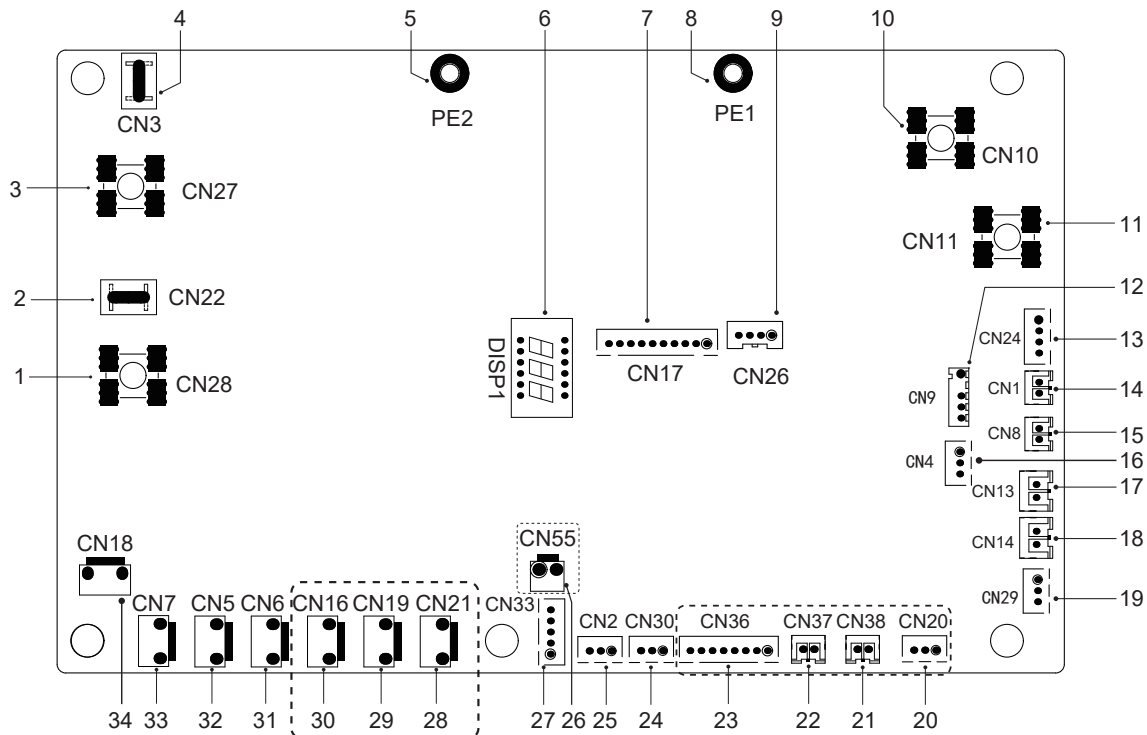 4 5 6 7 8 9 10
CN3 PE2 PE1
CN10
3 CN27
CN11 11
2 CN22
12
DISP1
CN24 13
1 CN28
CN17 CN26
CN9 CN1 14
CN8 15
CN4 16
CN13 17
CN18 CN55
CN14 18
CN7 CN5 CN6 CN16 CN19 CN21 CN33
CN29 19
CN2 CN30 CN36 CN37 CN38 CN20
34 33 32 31 30 29 28 27 26 25 24 23 22 21 20